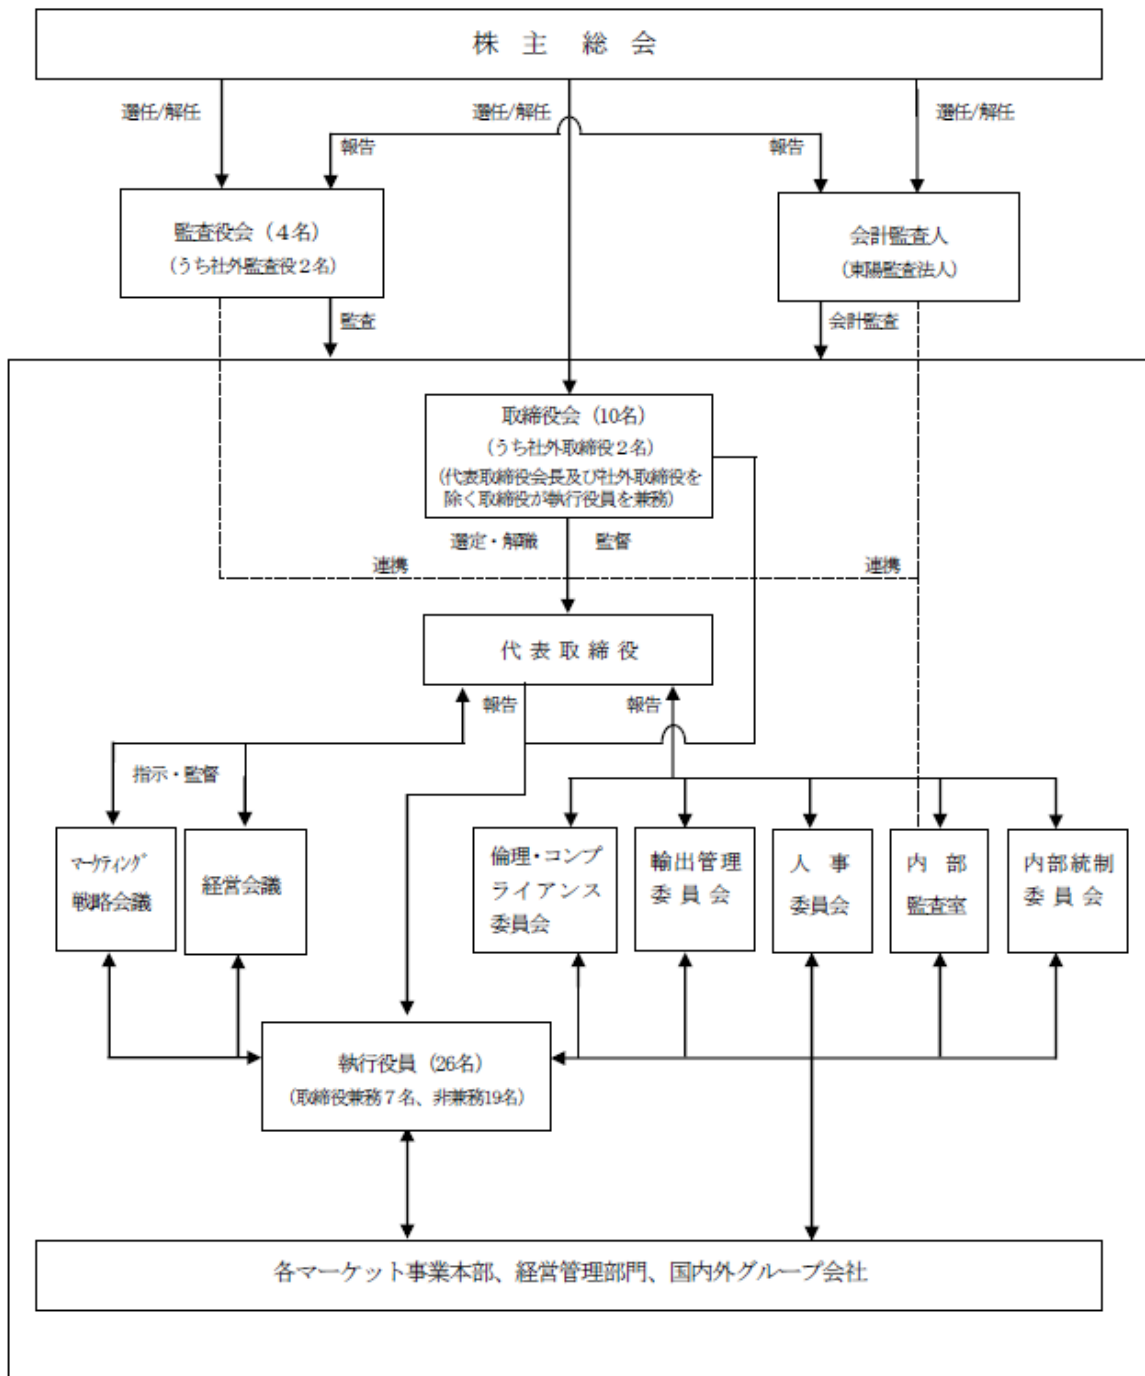 株主総会
選任/解任
選任/解任
選任/解任
報告
報告
監査役会（4名）
（うち社外監査役2名）
会計監査人
（東陽監査法人）
監査
会計監査
取締役会（10名）
（うち社外取締役2名）
（代表取締役会長及び社外取締役を
除く取締役が執行役員を兼務）
選定・解職
監督
連携
連携
代表取締役
報告
報告
指示・監督
マーケティング
戦略会議
経営会議
倫理・コンプ
ライアンス
委員会
輸出管理
委員会
人事
委員会
内部
監査室
内部統制
委員会
執行役員（26名）
（取締役兼務7名、非兼務19名）
各マーケット事業本部、経営管理部門、国内外グループ会社